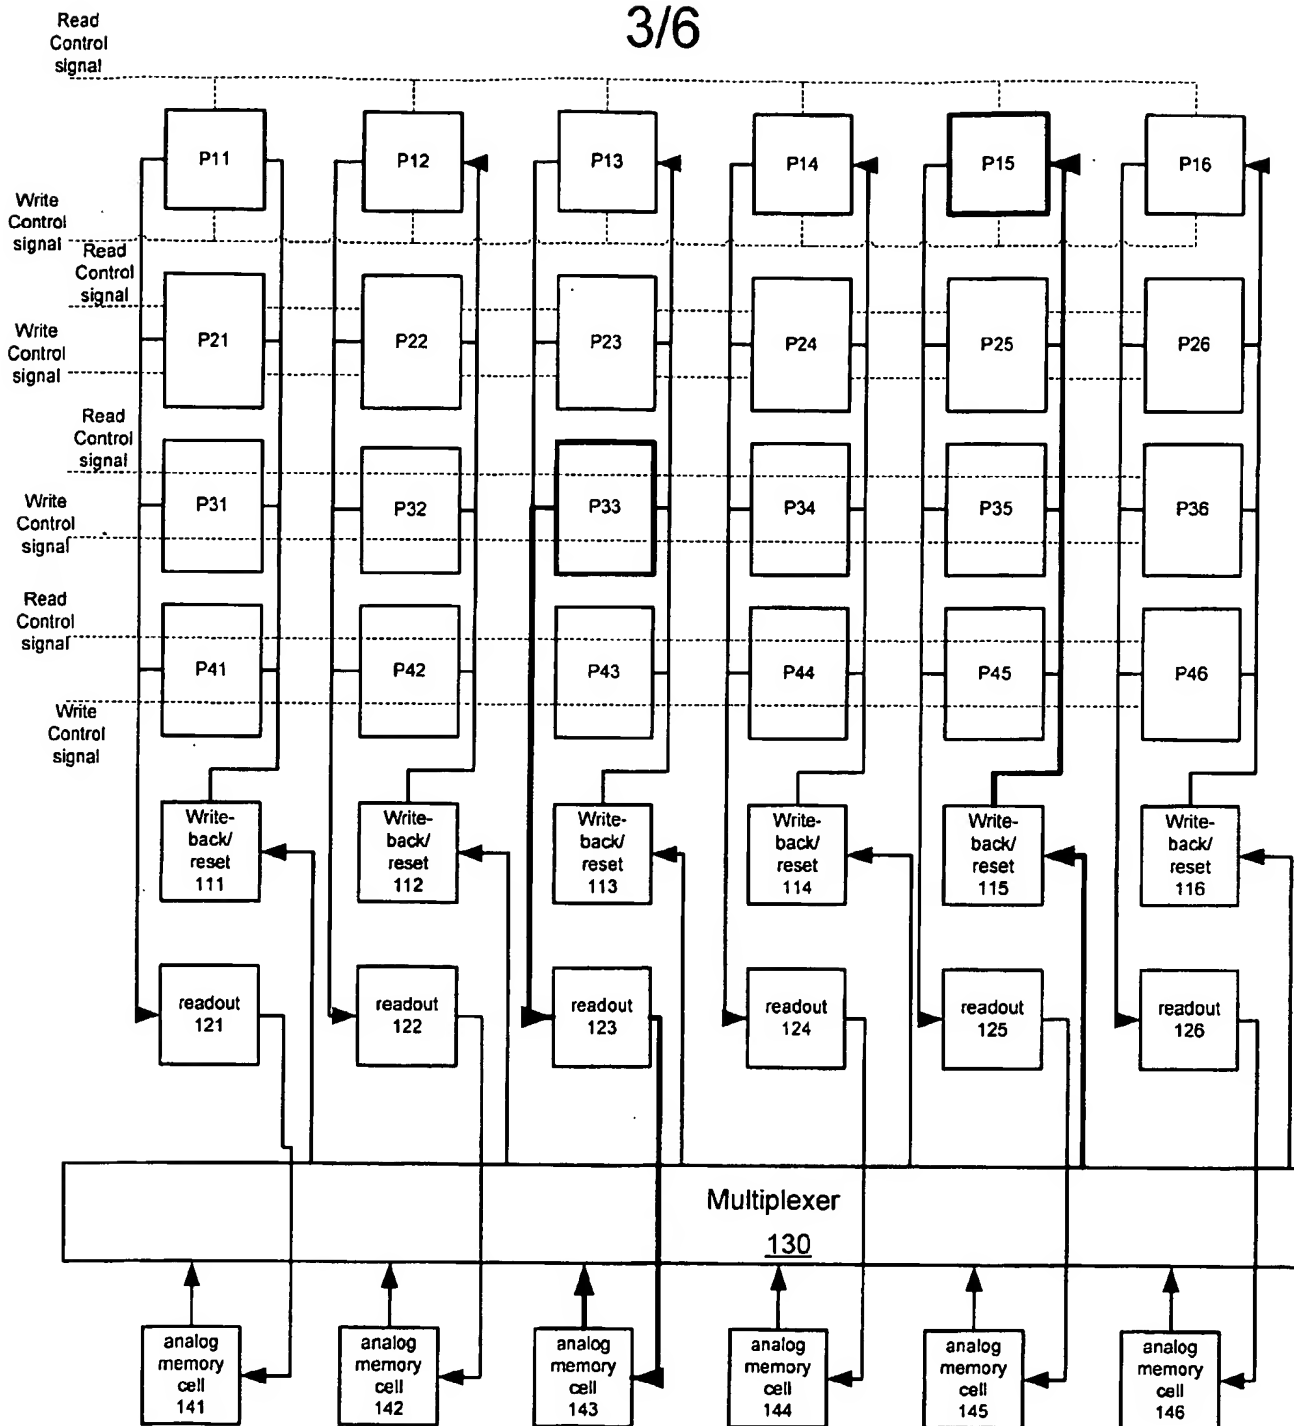 3/6
Read
Control
signal
P11
P12
P13
P14
P15
P16
Write
Control
signal
Read
Control
signal
P21
P22
P23
P24
P25
P26
Write
Control
signal
Read
Control
signal
P31
P32
P33
P34
P35
P36
Write
Control
signal
Read
Control
signal
P41
P42
P43
P44
P45
P46
Write
Control
signal
Write-
back/
reset
111
Write-
back/
reset
112
Write-
back/
reset
113
Write-
back/
reset
114
Write-
back/
reset
115
Write-
back/
reset
116
readout
121
readout
122
readout
123
readout
124
readout
125
readout
126
Multiplexer
130
analog
memory
cell
141
analog
memory
cell
142
analog
memory
cell
143
analog
memory
cell
144
analog
memory
cell
145
analog
memory
cell
146